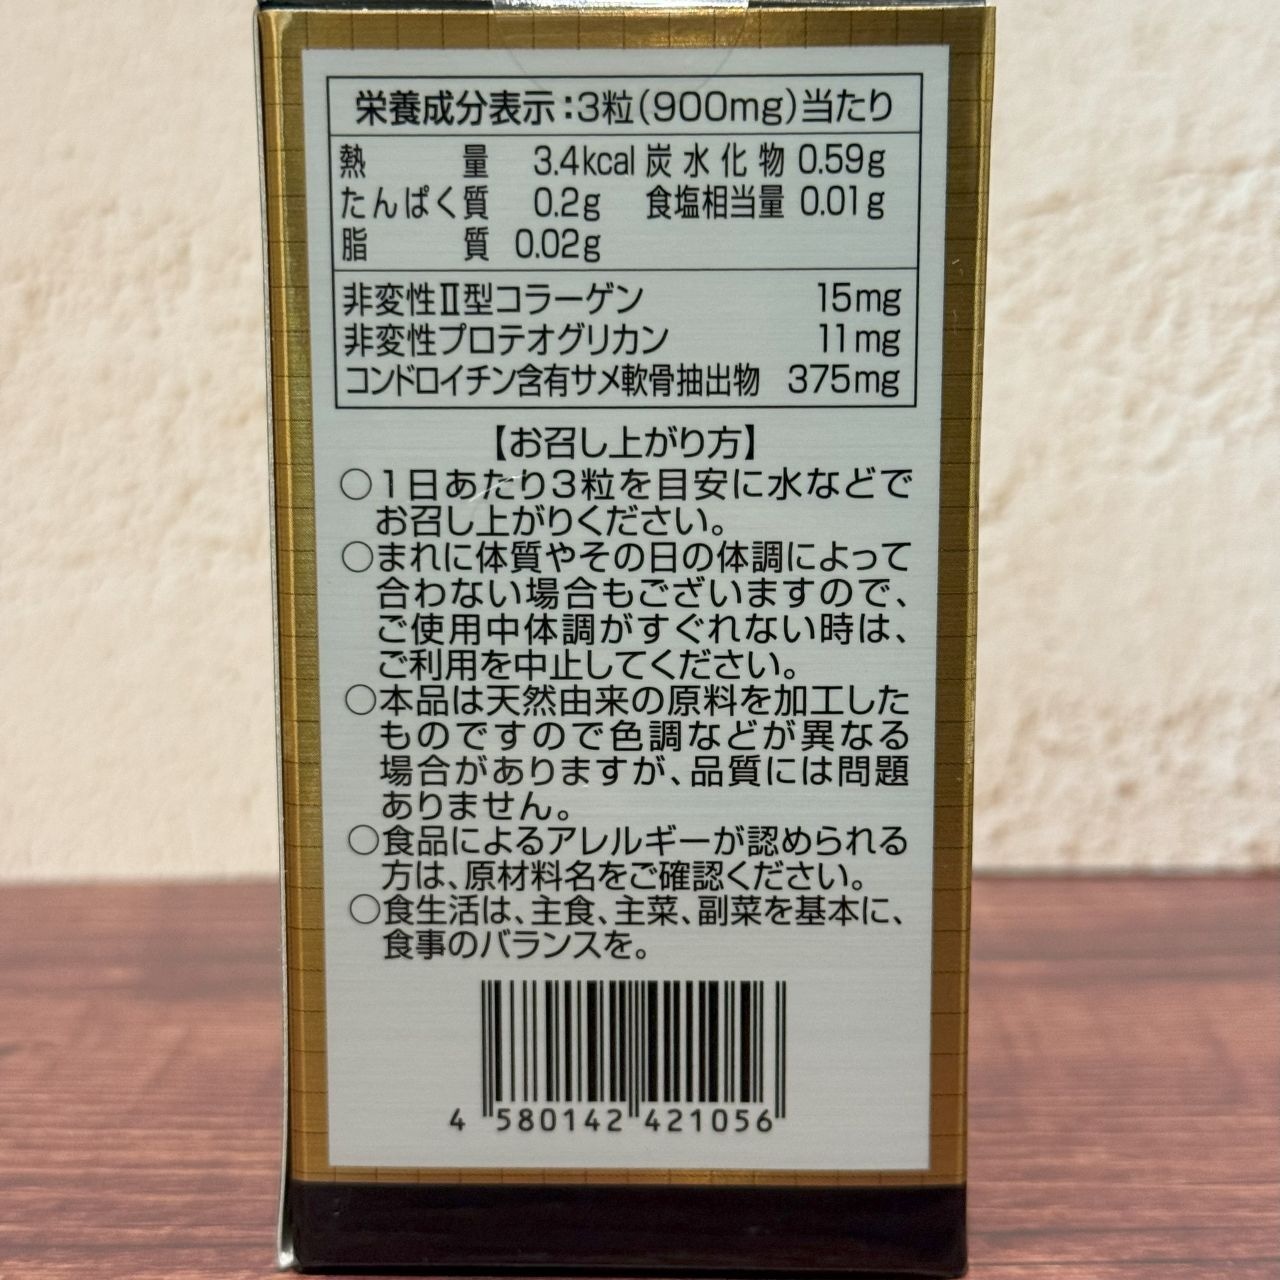 栄養成分表示:3粒(900mg)当たり
熱量 3.4kcal 炭水化物 0.59g
たんぱく質 0.2g 食塩相当量 0.01g
脂質 0.02g
非変性Ⅱ型コラーゲン 15mg
非変性プロテオグリカン 11mg
コンドロイチン含有サメ軟骨抽出物 375mg
【お召し上がり方】
○1日あたり3粒を目安に水などで
お召し上がりください。
○まれに体質やその日の体調によって
合わない場合もございますので、
ご使用中体調がすぐれない時は、
ご利用を中止してください。
○本品は天然由来の原料を加工した
ものですので色調などが異なる
場合がありますが、品質には問題
ありません。
○食品によるアレルギーが認められる
方は、原材料名をご確認ください。
○食生活は、主食、主菜、副菜を基本に、
食事のバランスを。
4 580142 421056